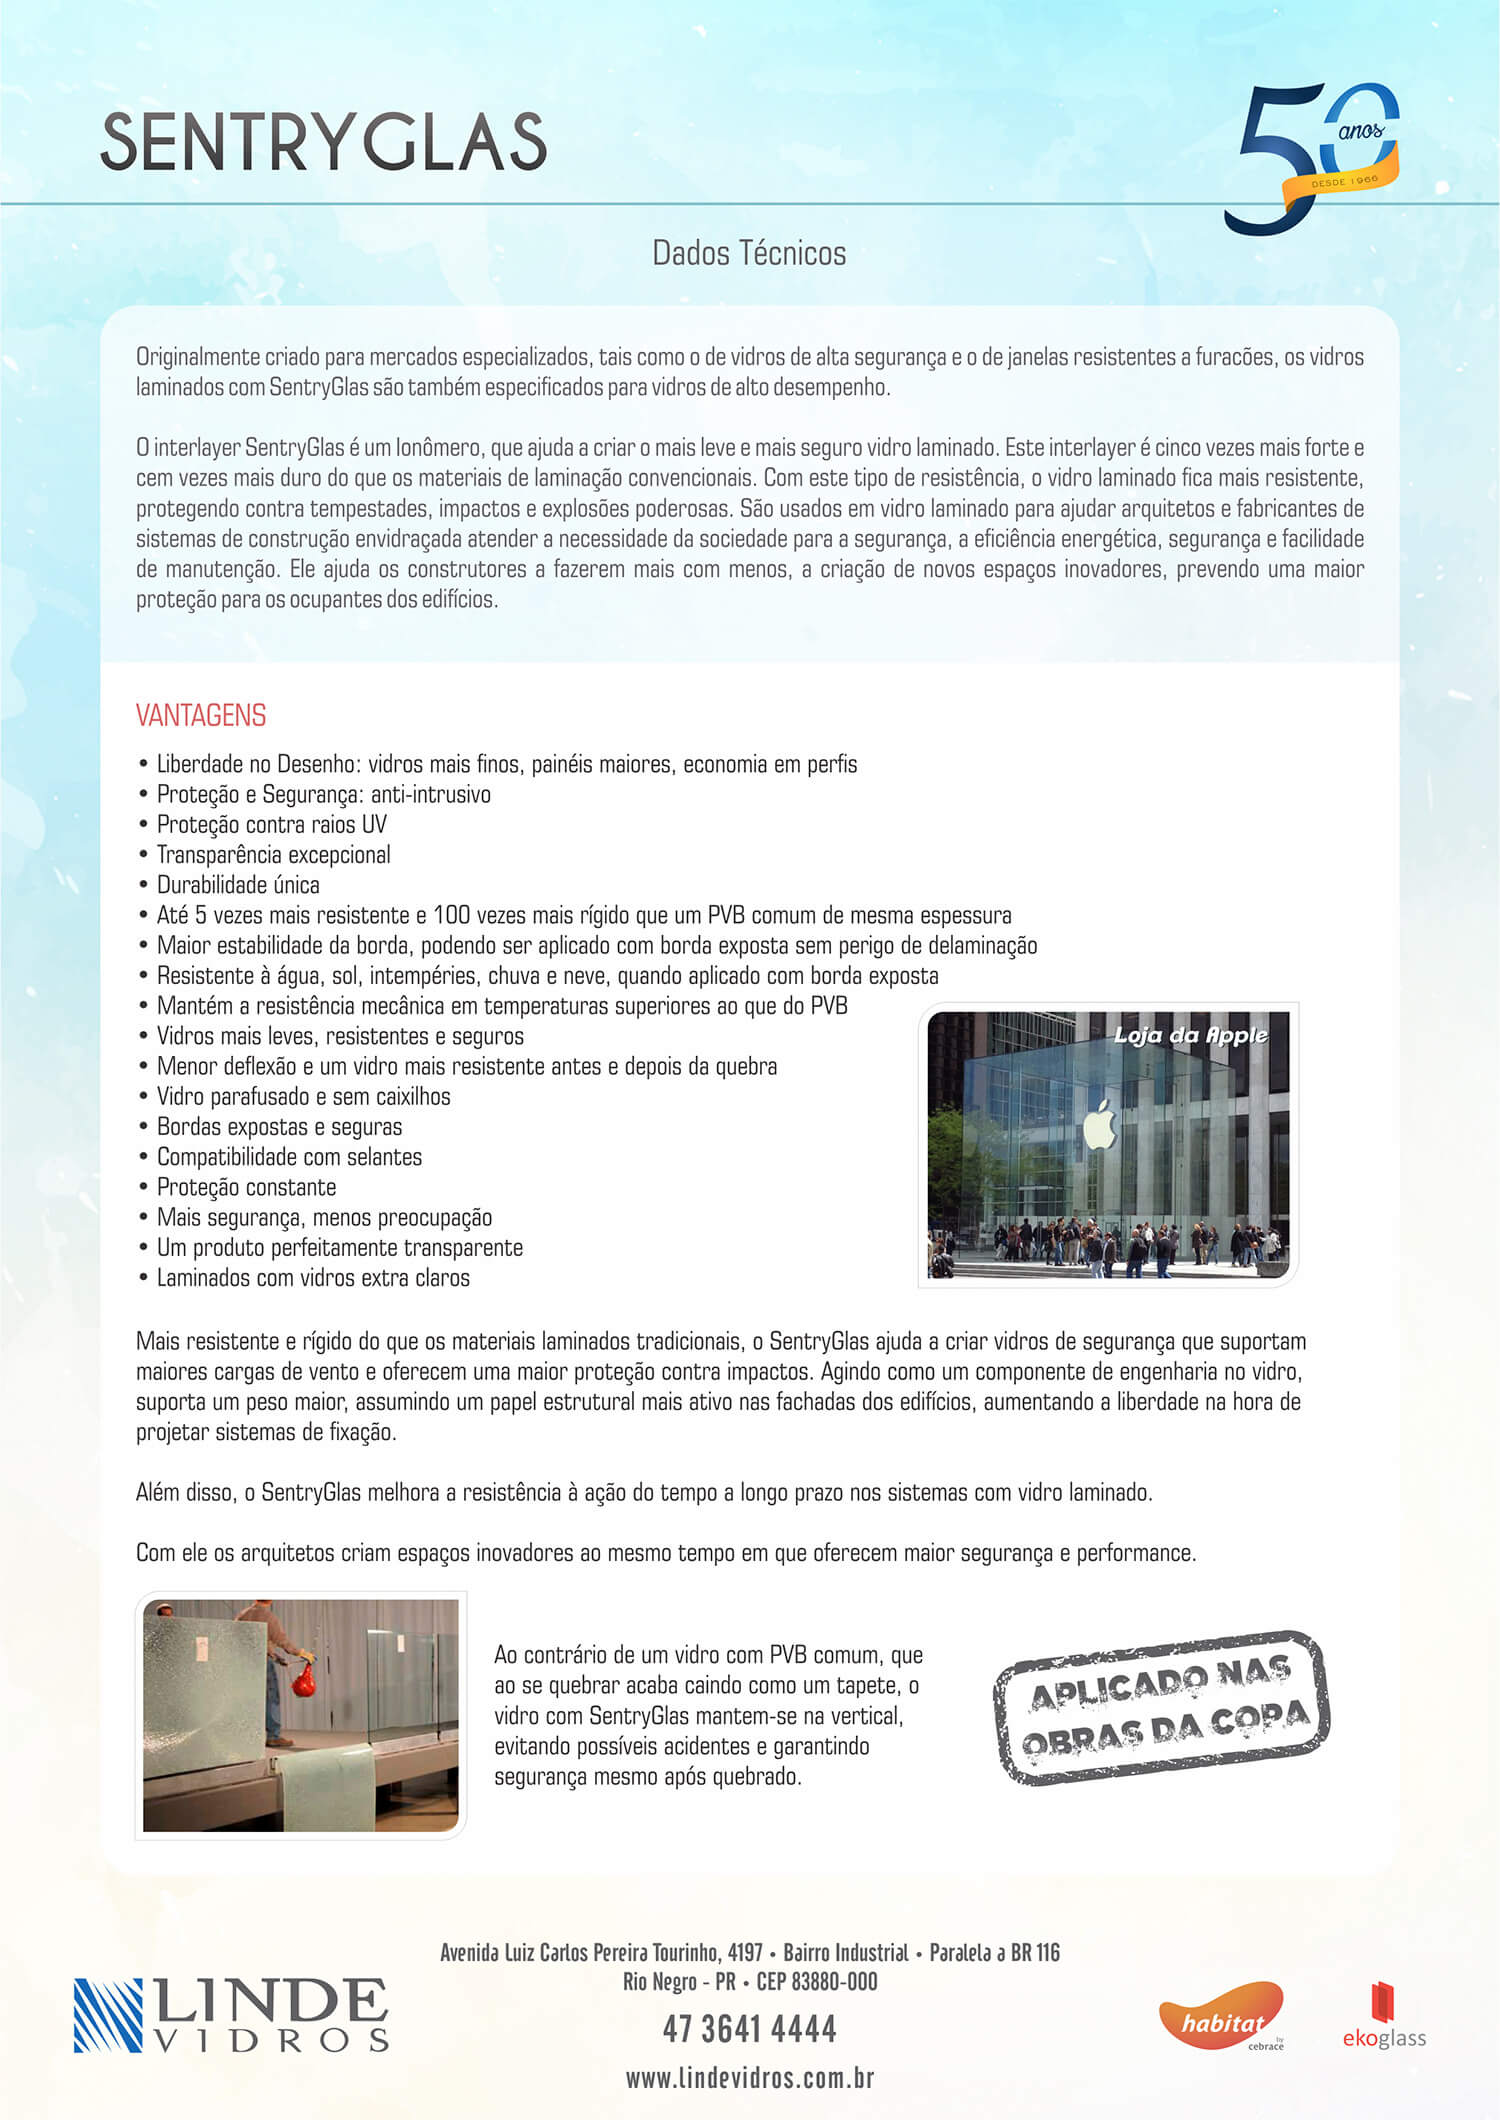 SENTRYGLAS
50 anos
DESDE 1966
Dados Técnicos
Originalmente criado para mercados especializados, tais como o de vidros de alta segurança e o de janelas resistentes a furacões, os vidros
laminados com SentryGlas são também especificados para vidros de alto desempenho.
O interlayer SentryGlas é um Ionômero, que ajuda a criar o mais leve e mais seguro vidro laminado. Este interlayer é cinco vezes mais forte e
cem vezes mais duro do que os materiais de laminação convencionais. Com este tipo de resistência, o vidro laminado fica mais resistente,
protegendo contra tempestades, impactos e explosões poderosas. São usados em vidro laminado para ajudar arquitetos e fabricantes de
sistemas de construção envidraçada atender a necessidade da sociedade para a segurança, a eficiência energética, segurança e facilidade
de manutenção. Ele ajuda os construtores a fazerem mais com menos, a criação de novos espaços inovadores, prevendo uma maior
proteção para os ocupantes dos edifícios.
VANTAGENS
• Liberdade no Desenho: vidros mais finos, painéis maiores, economia em perfis
• Proteção e Segurança: anti-intrusivo
• Proteção contra raios UV
• Transparência excepcional
• Durabilidade única
• Até 5 vezes mais resistente e 100 vezes mais rígido que um PVB comum de mesma espessura
• Maior estabilidade da borda, podendo ser aplicado com borda exposta sem perigo de delaminação
• Resistente à água, sol, intempéries, chuva e neve, quando aplicado com borda exposta
• Mantém a resistência mecânica em temperaturas superiores ao que do PVB
• Vidros mais leves, resistentes e seguros
• Menor deflexão e um vidro mais resistente antes e depois da quebra
• Vidro parafusado e sem caixilhos
• Bordas expostas e seguras
• Compatibilidade com selantes
• Proteção constante
• Mais segurança, menos preocupação
• Um produto perfeitamente transparente
• Laminados com vidros extra claros
Loja da Apple
Mais resistente e rígido do que os materiais laminados tradicionais, o SentryGlas ajuda a criar vidros de segurança que suportam
maiores cargas de vento e oferecem uma maior proteção contra impactos. Agindo como um componente de engenharia no vidro,
suporta um peso maior, assumindo um papel estrutural mais ativo nas fachadas dos edifícios, aumentando a liberdade na hora de
projetar sistemas de fixação.
Além disso, o SentryGlas melhora a resistência à ação do tempo a longo prazo nos sistemas com vidro laminado.
Com ele os arquitetos criam espaços inovadores ao mesmo tempo em que oferecem maior segurança e performance.
Ao contrário de um vidro com PVB comum, que
ao se quebrar acaba caindo como um tapete, o
vidro com SentryGlas mantem-se na vertical,
evitando possíveis acidentes e garantindo
segurança mesmo após quebrado.
APLICADO NAS
OBRAS DA COPA
Avenida Luiz Carlos Pereira Tourinho, 4197 • Bairro Industrial • Paralela a BR 116
Rio Negro - PR • CEP 83880-000
47 3641 4444
www.lindevidros.com.br
LINDE
VIDROS
habitat
by
cebrace
ekoglass